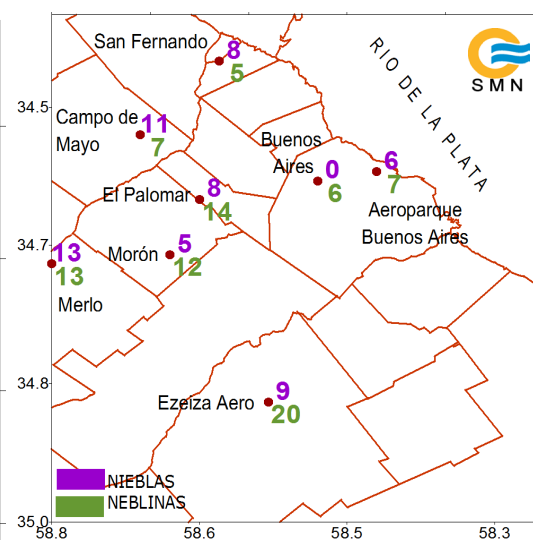 San Fernando
8
5
SMN
RIO DE LA PLATA
34.5
Campo de
Mayo
11
7
Buenos
Aires
0
6
6
7
Aeroparque
Buenos Aires
El Palomar
8
14
34.7
Morón
5
12
13
13
Merlo
34.8
Ezeiza Aero
9
20
NIEBLAS
NEBLINAS
35.0
58.8
58.6
58.5
58.3